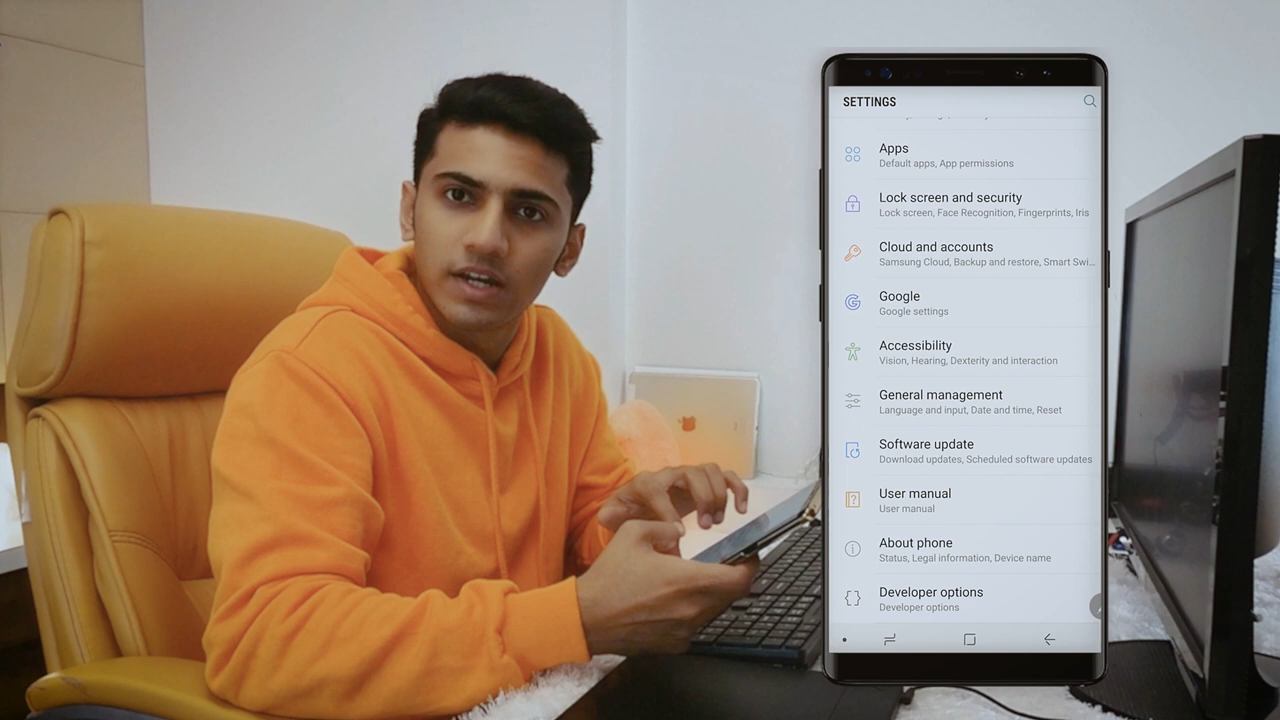 SETTINGS
Apps
Default apps, App permissions
Lock screen and security
Lock screen, Face Recognition, Fingerprints, Iris
Cloud and accounts
Samsung Cloud, Backup and restore, Smart Swi...
Google
Google settings
Accessibility
Vision, Hearing, Dexterity and interaction
General management
Language and input, Date and time, Reset
Software update
Download updates, Scheduled software updates
User manual
User manual
About phone
Status, Legal information, Device name
Developer options
Developer options